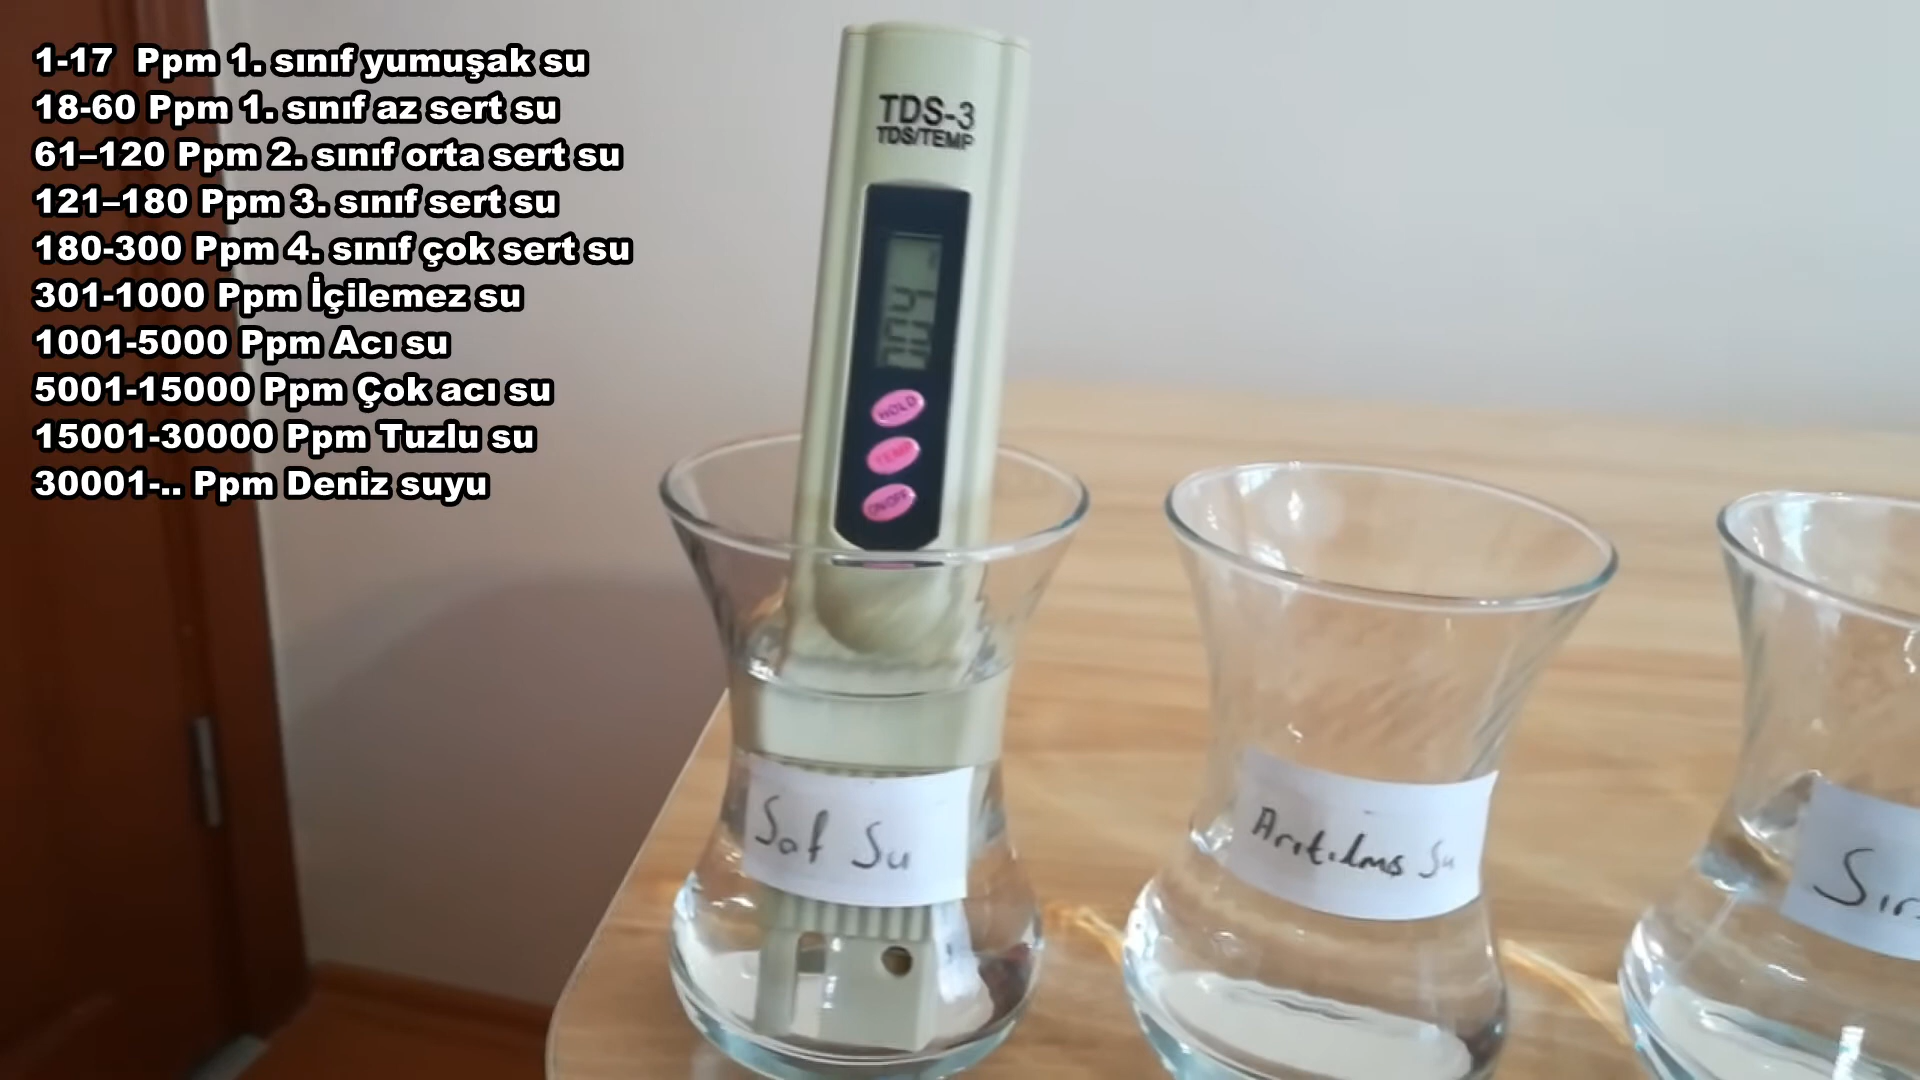 1-17 Ppm 1. sınıf yumuşak su
18-60 Ppm 1. sınıf az sert su
61–120 Ppm 2. sınıf orta sert su
121–180 Ppm 3. sınıf sert su
180-300 Ppm 4. sınıf çok sert su
301-1000 Ppm İçilemez su
1001-5000 Ppm Acı su
5001-15000 Ppm Çok acı su
15001-30000 Ppm Tuzlu su
30001-.. Ppm Deniz suyu
TDS-3
TDS/TEMP
HOLD
TEMP
ON/OFF
Saf Su
Arıtılmış Su